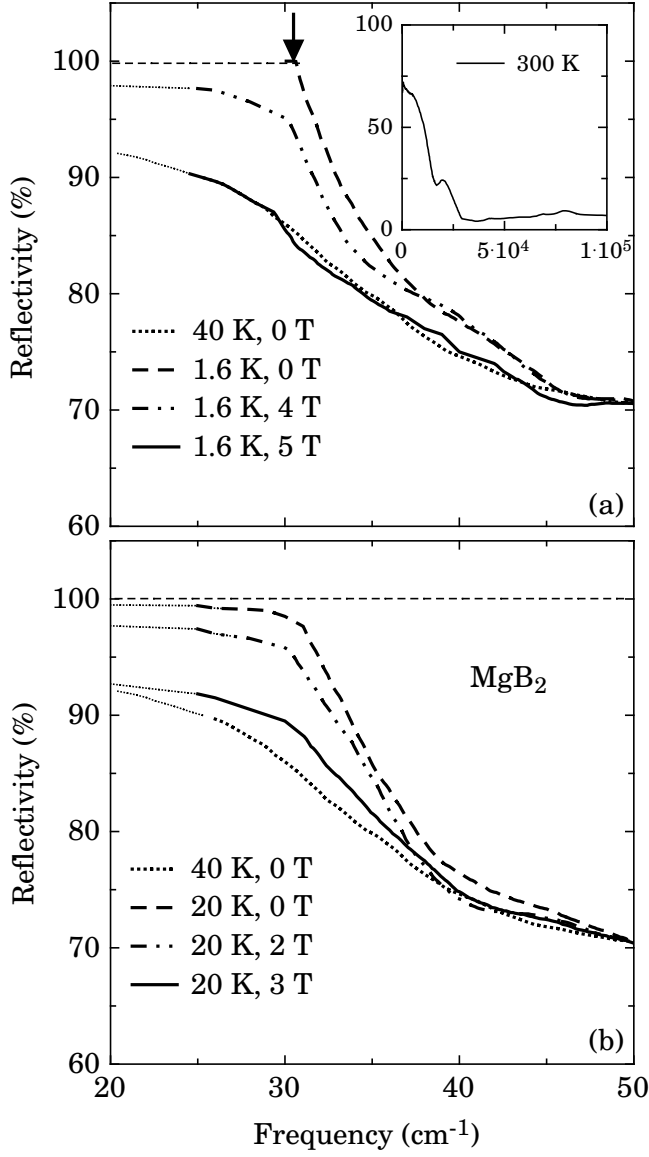 100
90
80
70
60
Reflectivity (%)
40 K, 0 T
1.6 K, 0 T
1.6 K, 4 T
1.6 K, 5 T
(a)
100
50
0
300 K
0 5·10⁴ 1·10⁵
100
90
80
70
60
Reflectivity (%)
MgB₂
40 K, 0 T
20 K, 0 T
20 K, 2 T
20 K, 3 T
(b)
20 30 40 50
Frequency (cm⁻¹)